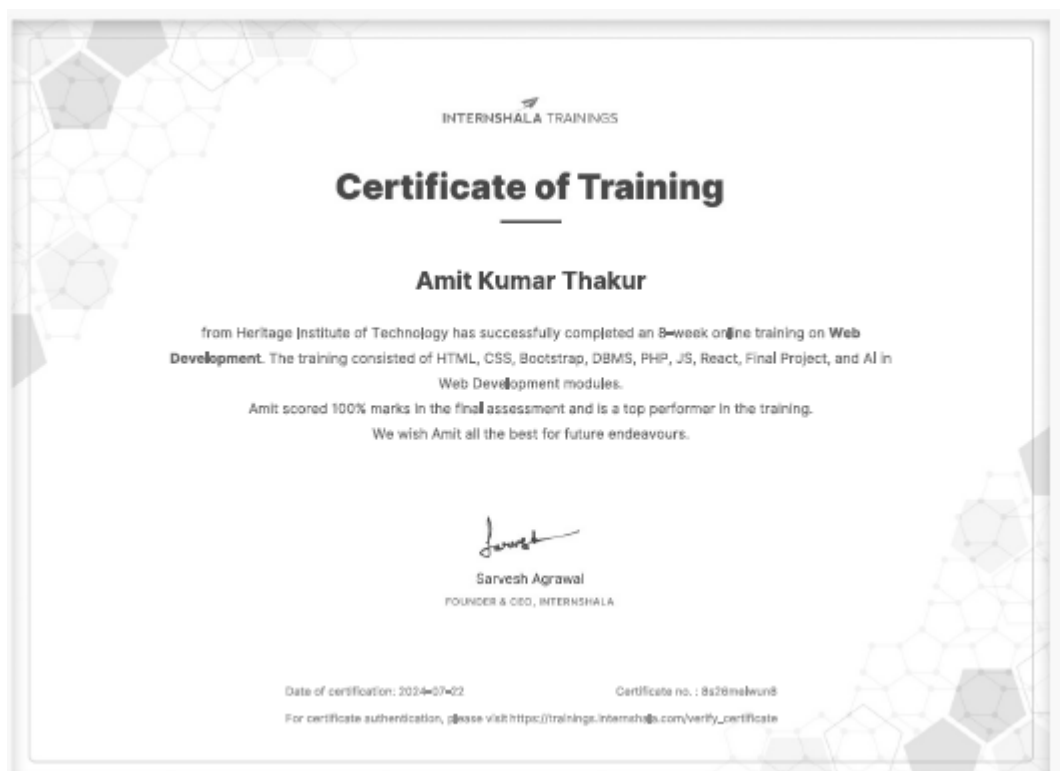 INTERNSHALA TRAININGS
Certificate of Training
Amit Kumar Thakur
from Heritage Institute of Technology has successfully completed an 8-week online training on Web
Development. The training consisted of HTML, CSS, Bootstrap, DBMS, PHP, JS, React, Final Project, and AI in
Web Development modules.
Amit scored 100% marks in the final assessment and is a top performer in the training.
We wish Amit all the best for future endeavours.
Sarvesh Agrawal
FOUNDER & CEO, INTERNSHALA
Date of certification: 2024-07-22
Certificate no. : 8s26melwun8
For certificate authentication, please visit https://trainings.internshala.com/verify_certificate